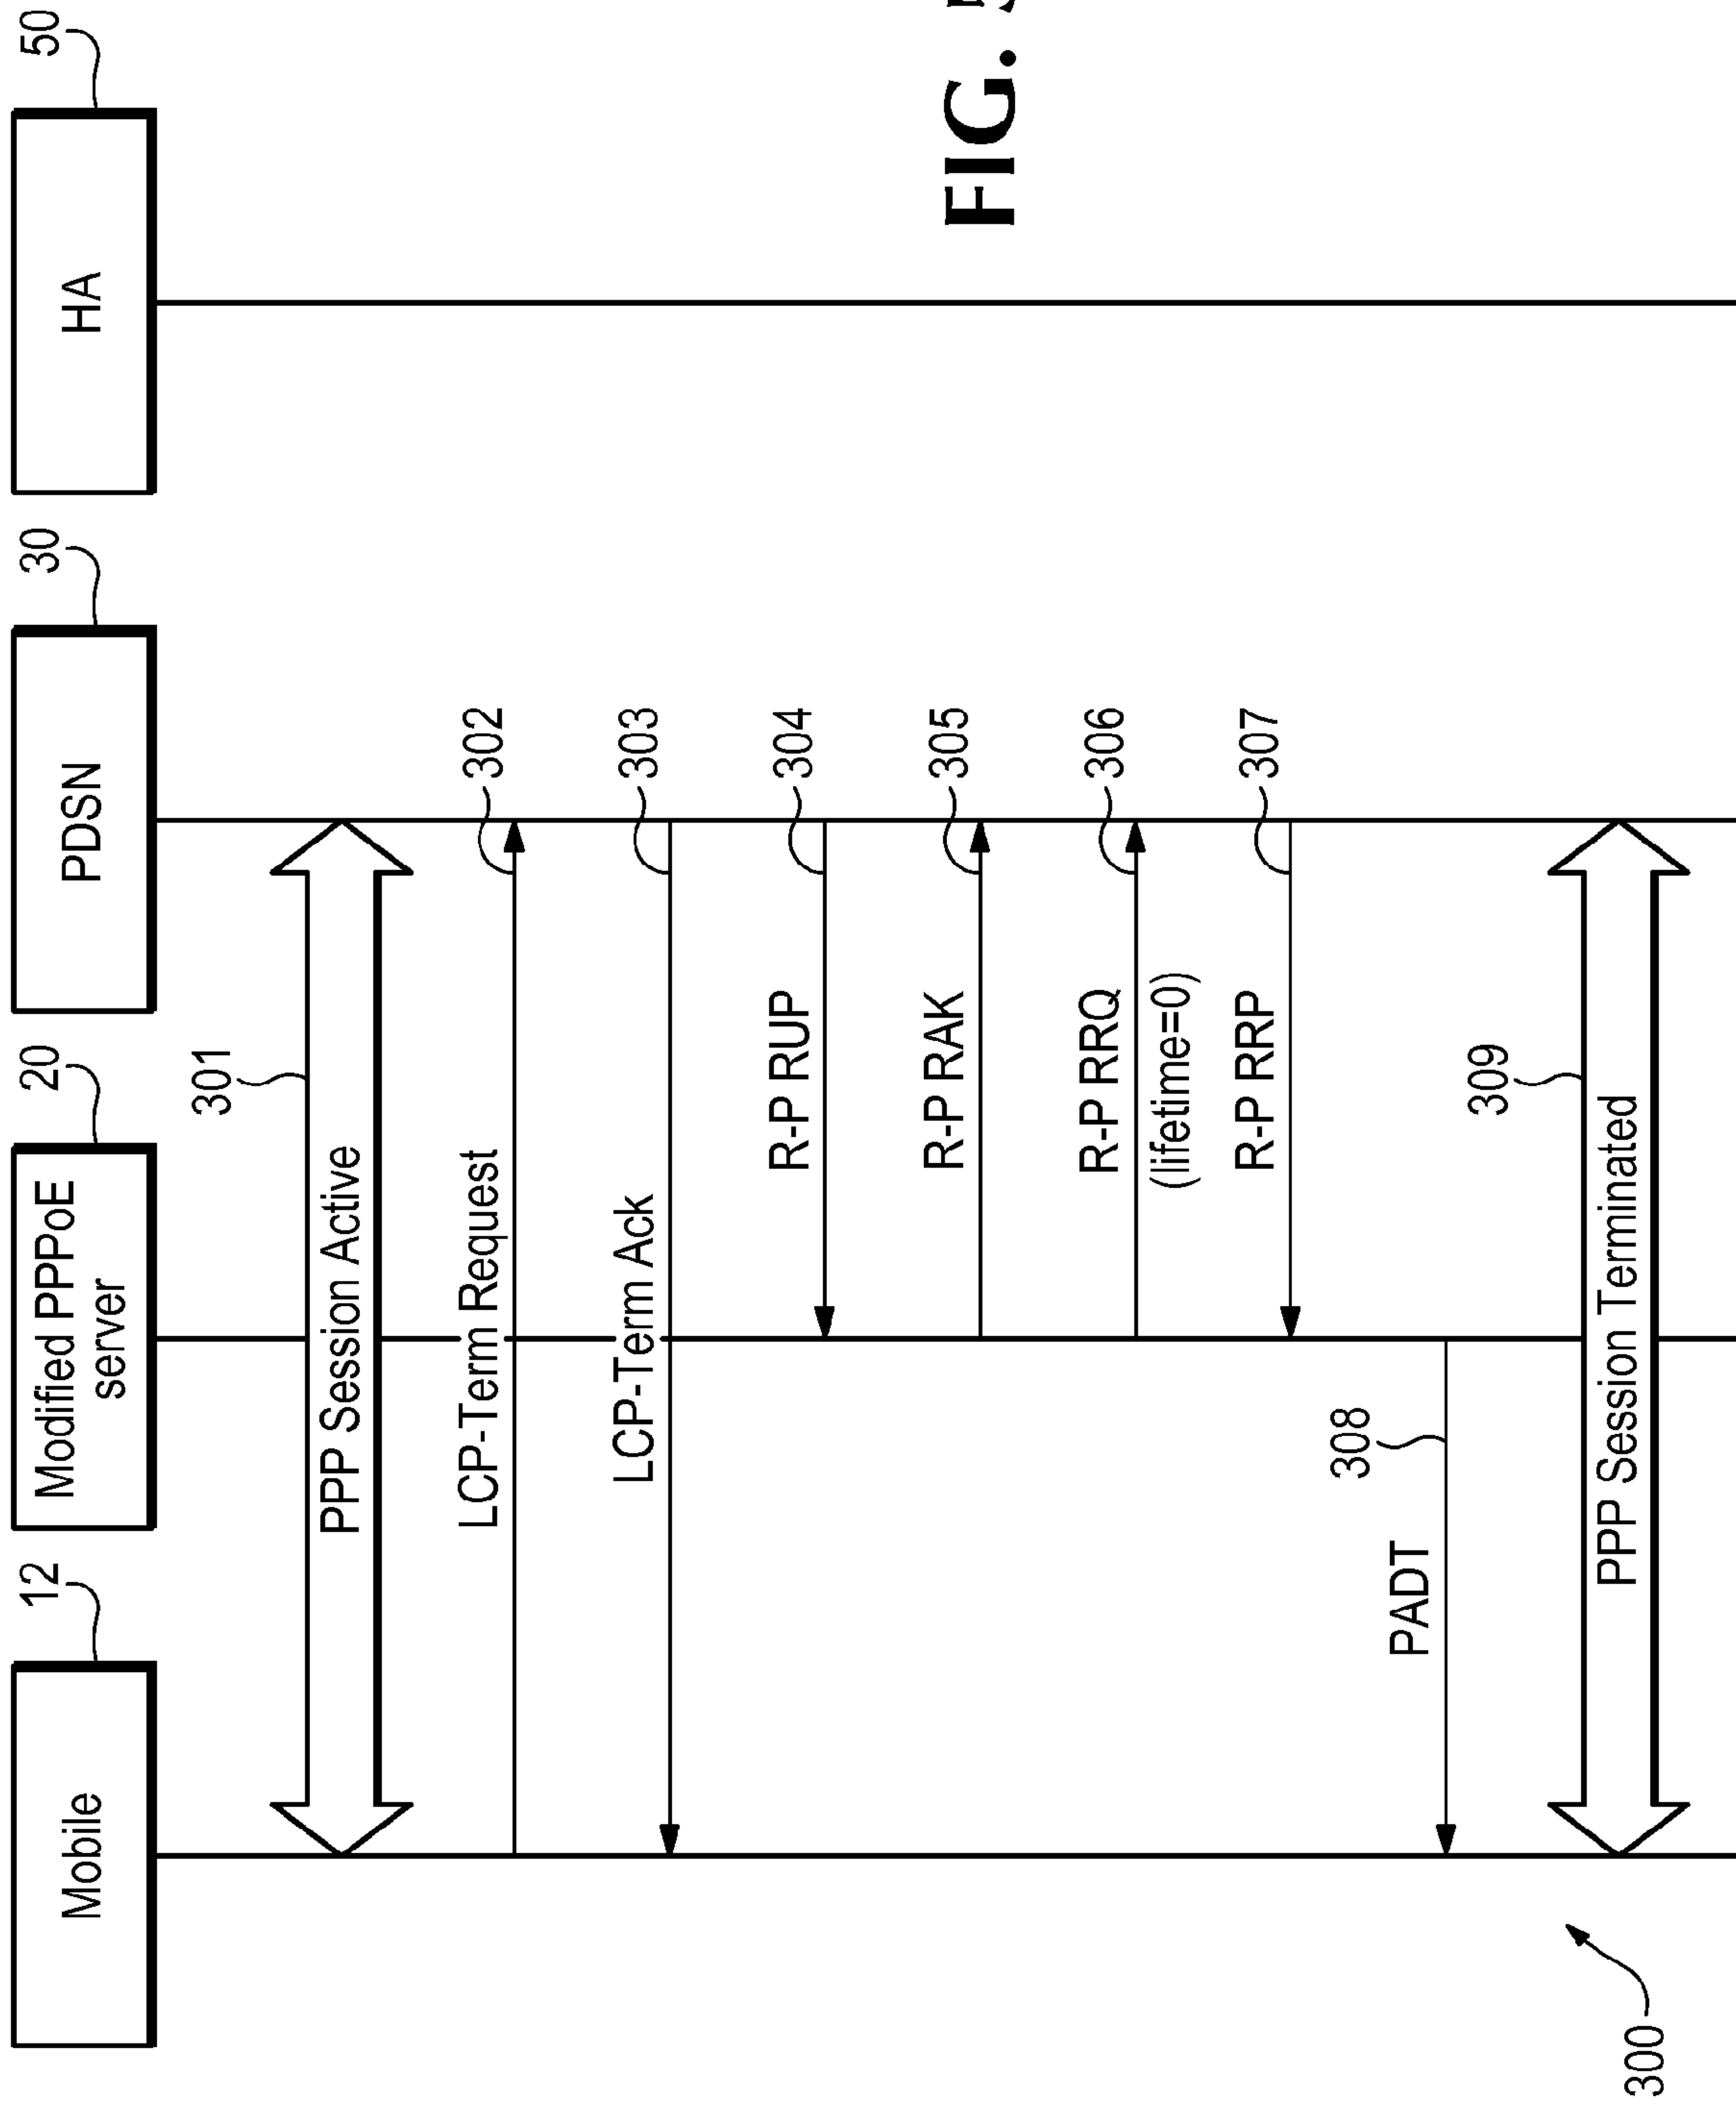 Mobile
12
Modified PPPoE
server
20
PDSN
30
HA
50
301
PPP Session Active
LCP-Term Request
302
LCP-Term Ack
303
R-P RUP
304
R-P RAK
305
R-P RRQ
306
(lifetime=0)
R-P RRP
307
308
PADT
309
PPP Session Terminated
300
FIG.